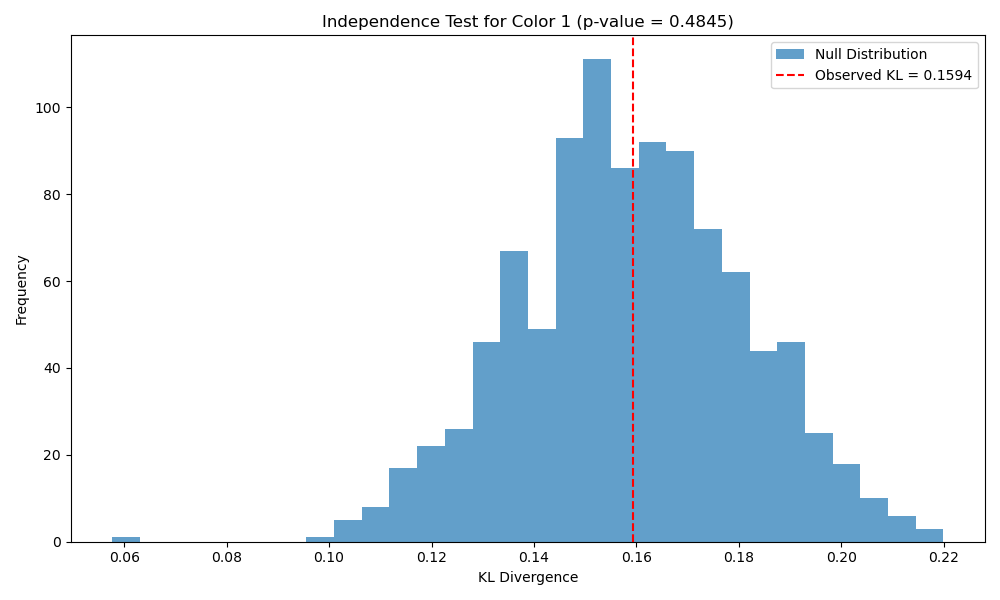 Independence Test for Color 1 (p-value = 0.4845)
Null Distribution
Observed KL = 0.1594
Frequency
100
80
60
40
20
0
0.06 0.08 0.10 0.12 0.14 0.16 0.18 0.20 0.22
KL Divergence